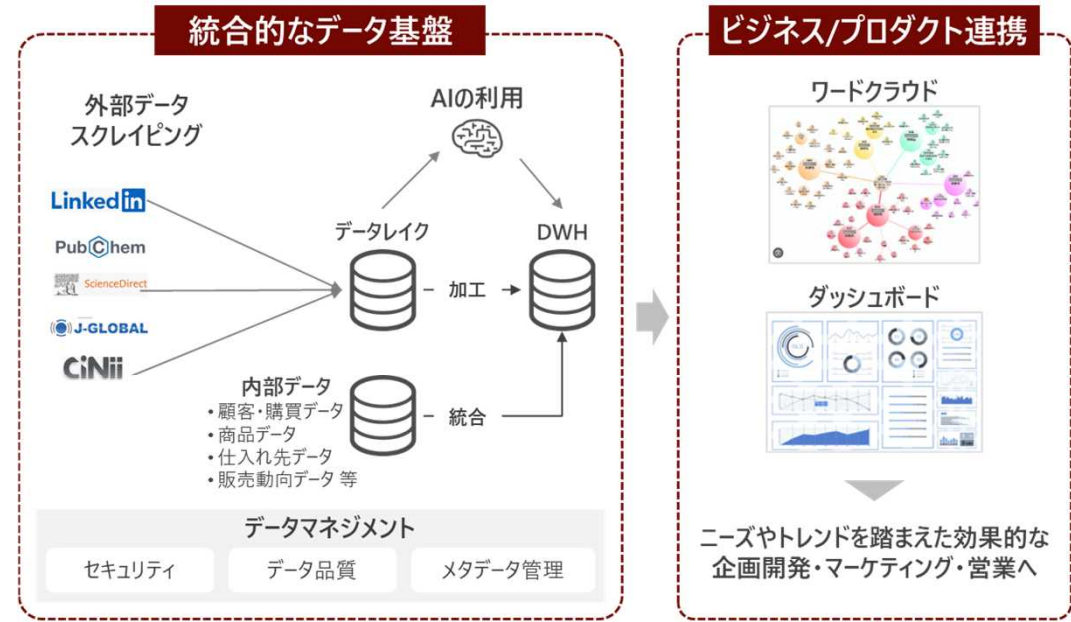 統合的なデータ基盤
外部データ
スクレイピング
AIの利用
LinkedIn
PubChem
ScienceDirect
J-GLOBAL
CiNii
データレイク
DWH
加工
内部データ
• 顧客・購買データ
• 商品データ
• 仕入れ先データ
• 販売動向データ 等
統合
データマネジメント
セキュリティ
データ品質
メタデータ管理
ビジネス/プロダクト連携
ワードクラウド
ダッシュボード
ニーズやトレンドを踏まえた効果的な
企画開発・マーケティング・営業へ